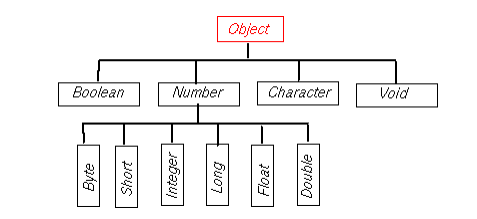 Object
Boolean
Number
Character
Void
Byte
Short
Integer
Long
Float
Double